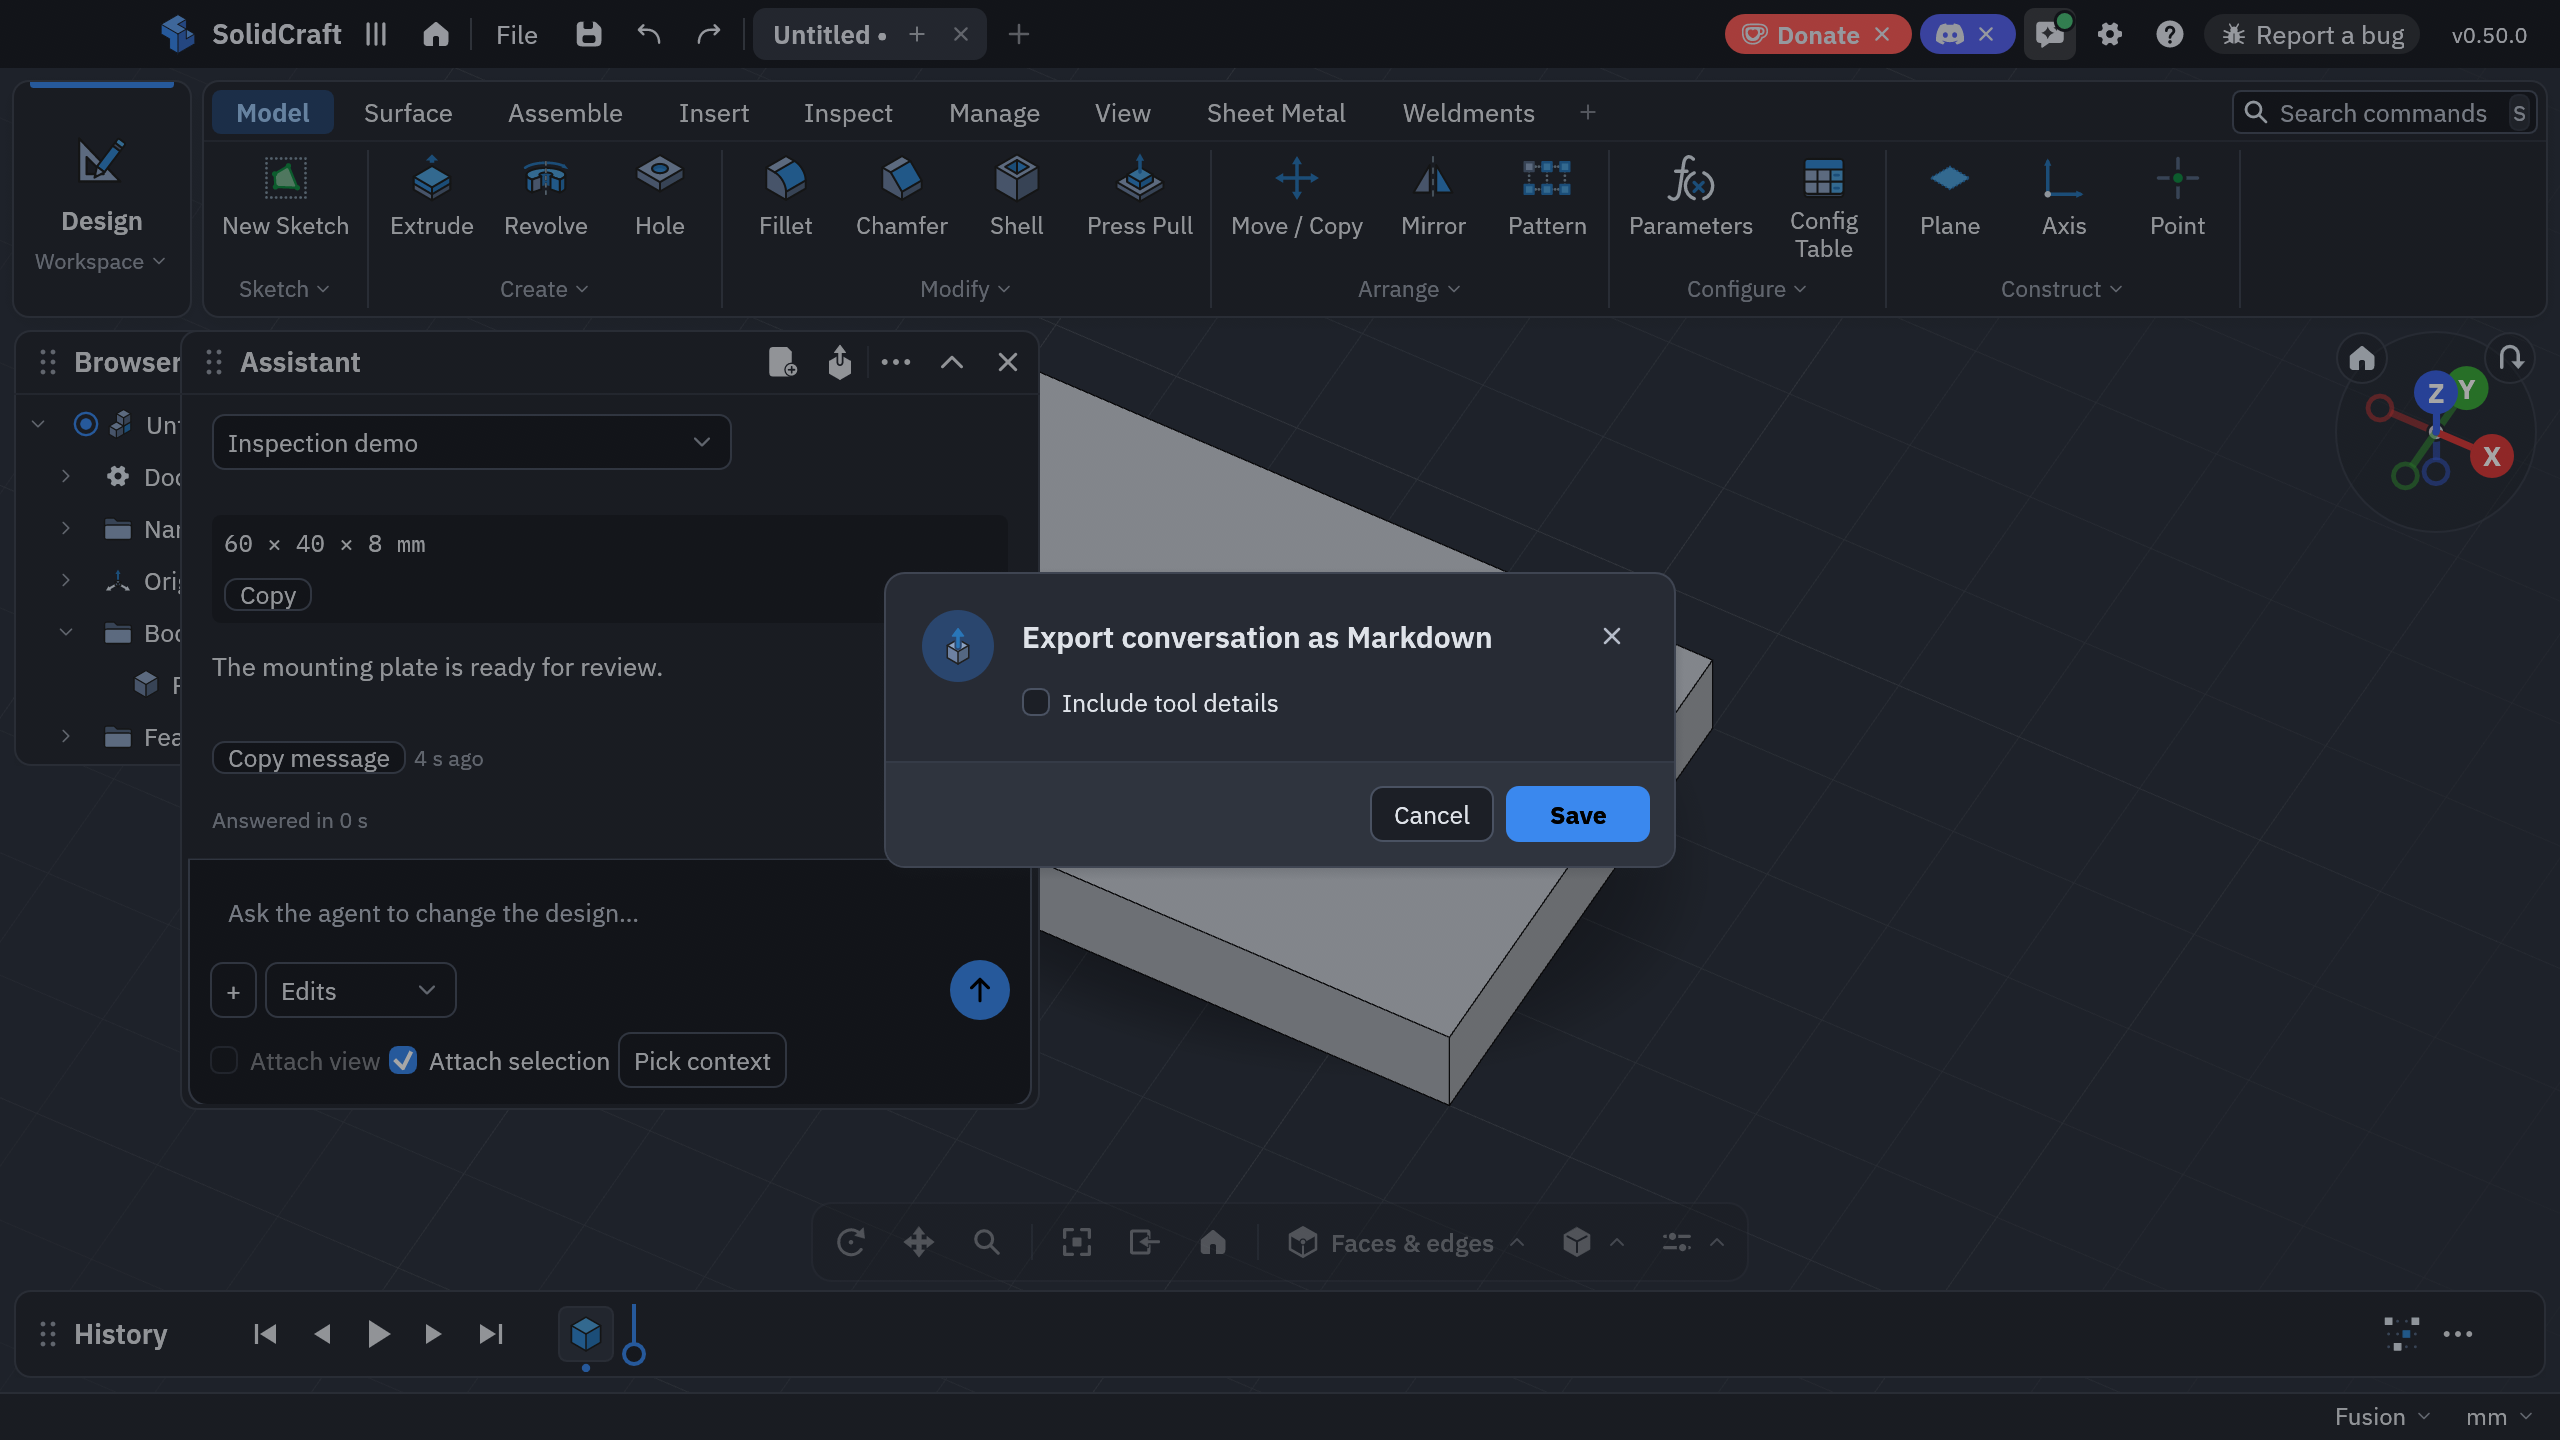 SolidCraft
File
Untitled •
Donate
Report a bug
v0.50.0
Design
Workspace
Model
Surface
Assemble
Insert
Inspect
Manage
View
Sheet Metal
Weldments
Search commands
S
New Sketch
Extrude
Revolve
Hole
Fillet
Chamfer
Shell
Press Pull
Move / Copy
Mirror
Pattern
Parameters
Config
Table
Plane
Axis
Point
Sketch
Create
Modify
Arrange
Configure
Construct
Browser
Assistant
Inspection demo
60 × 40 × 8 mm
Copy
The mounting plate is ready for review.
Copy message
4 s ago
Answered in 0 s
Ask the agent to change the design...
Edits
Attach view
Attach selection
Pick context
Export conversation as Markdown
Include tool details
Cancel
Save
Z
Y
X
Faces & edges
History
Fusion
mm